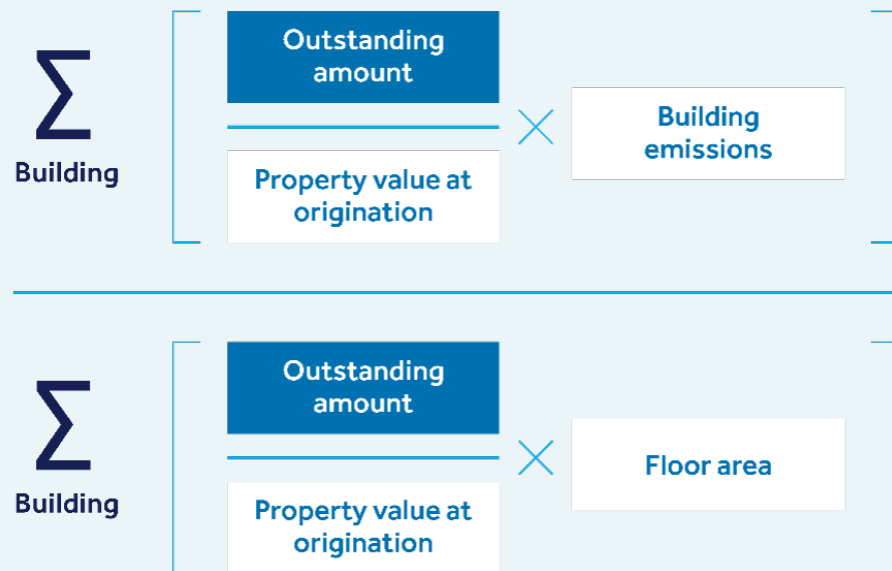 ∑
Building
Outstanding
amount
Property value at
origination
×
Building
emissions
∑
Building
Outstanding
amount
Property value at
origination
×
Floor area